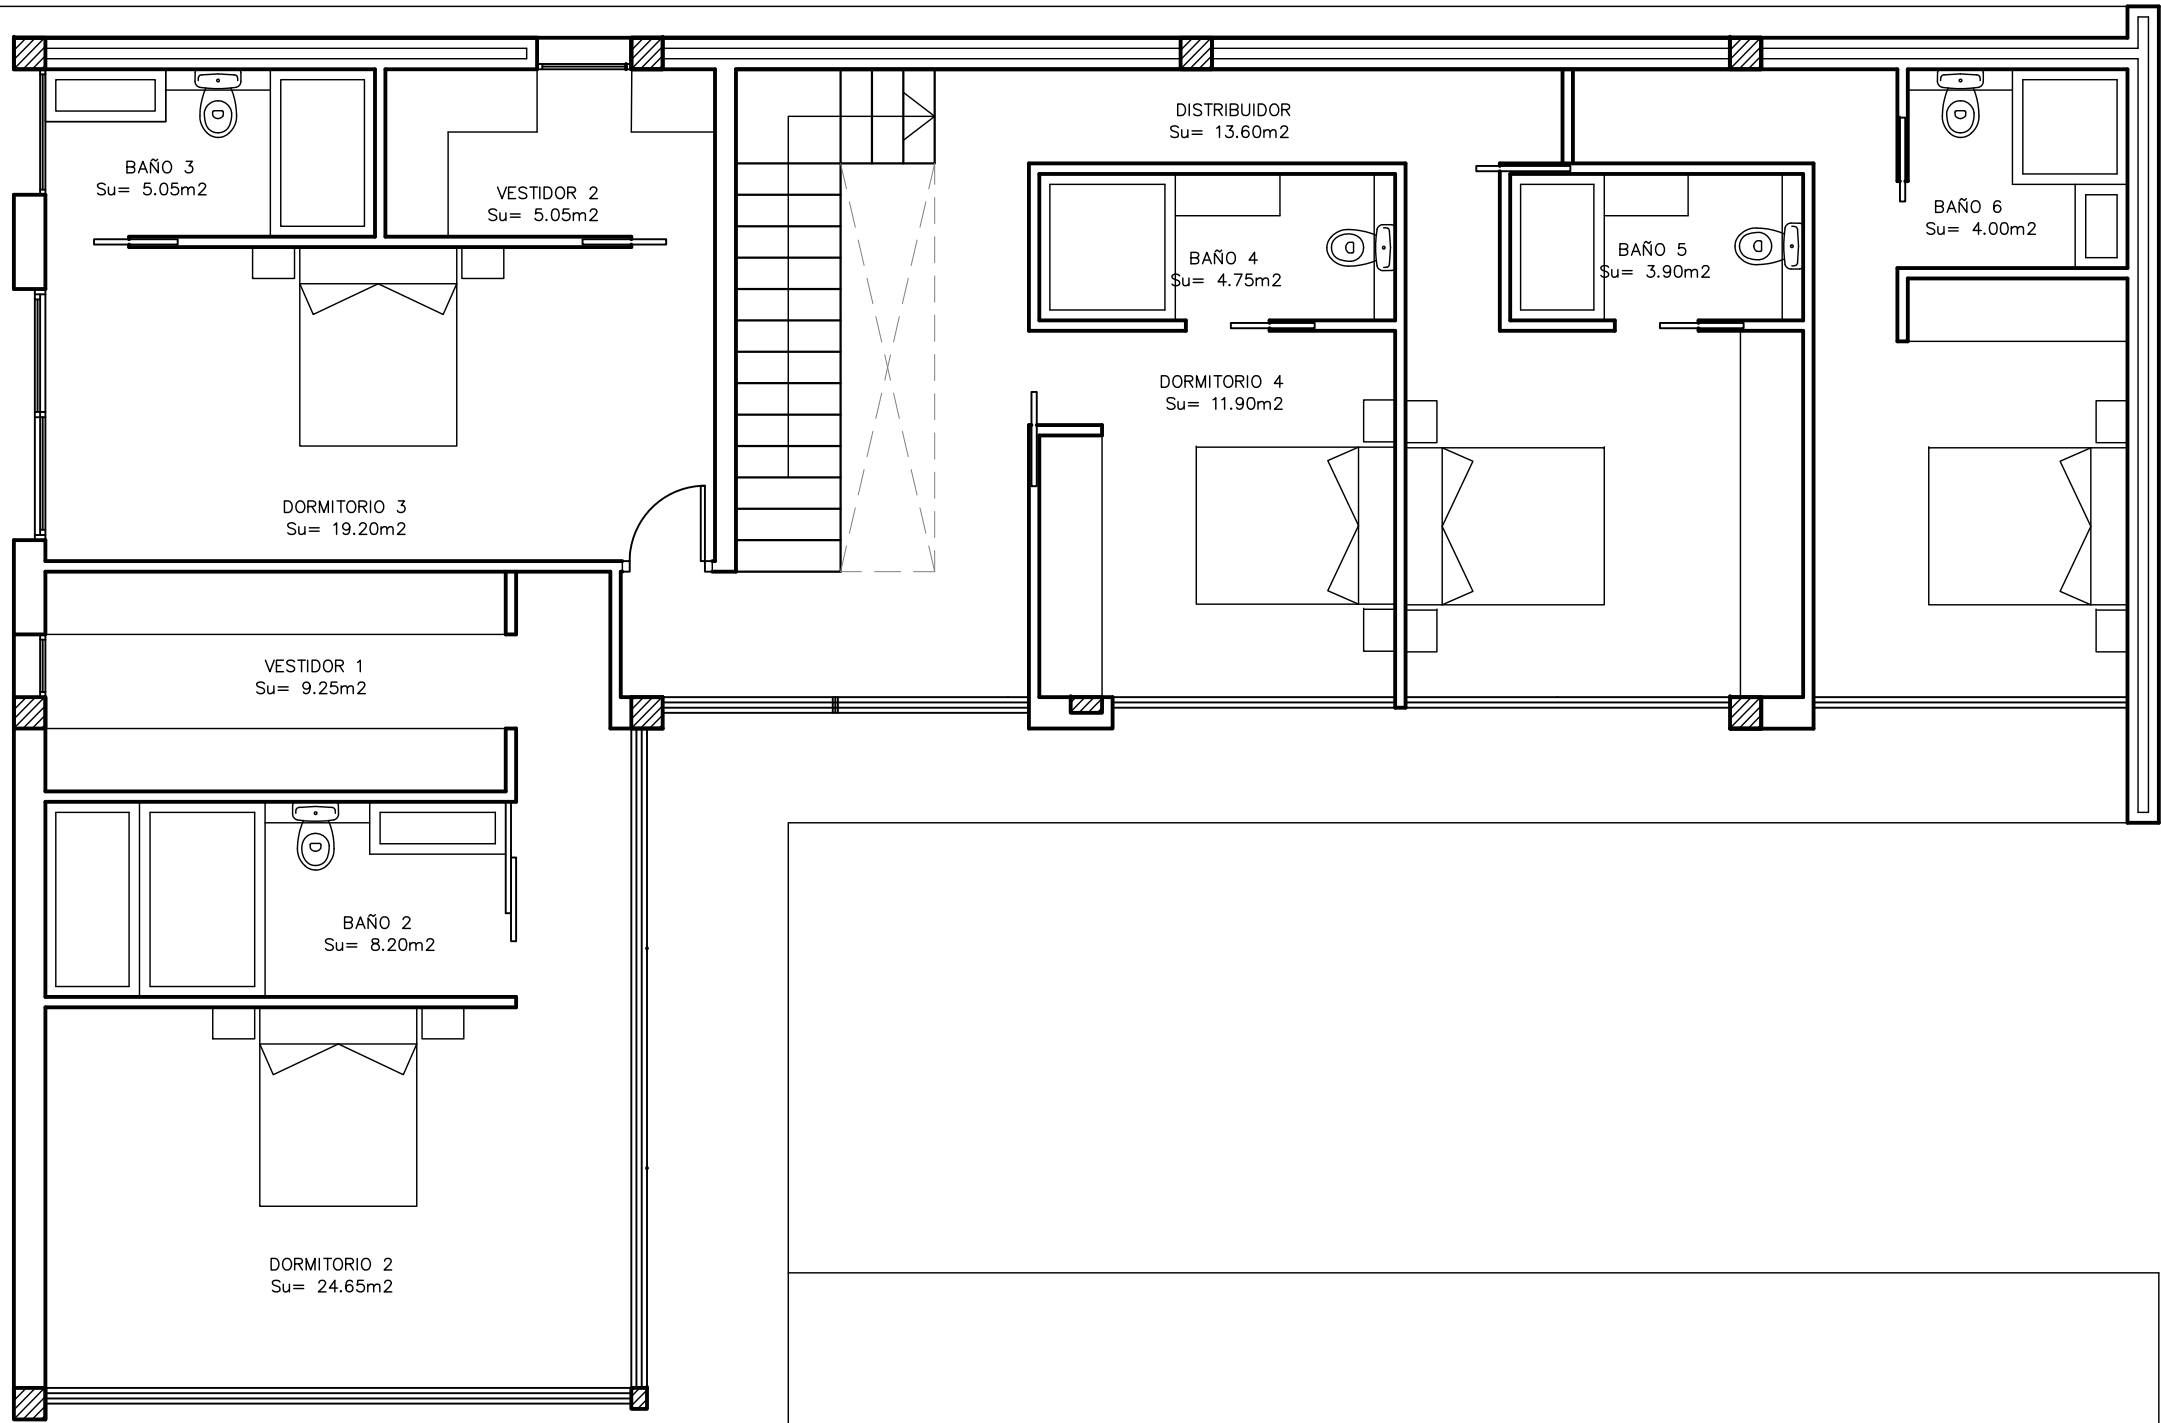 DISTRIBUIDOR
Su= 13.60m2
BAÑO 3
Su= 5.05m2
VESTIDOR 2
Su= 5.05m2
BAÑO 4
Su= 4.75m2
BAÑO 5
Su= 3.90m2
BAÑO 6
Su= 4.00m2
DORMITORIO 4
Su= 11.90m2
DORMITORIO 3
Su= 19.20m2
VESTIDOR 1
Su= 9.25m2
BAÑO 2
Su= 8.20m2
DORMITORIO 2
Su= 24.65m2